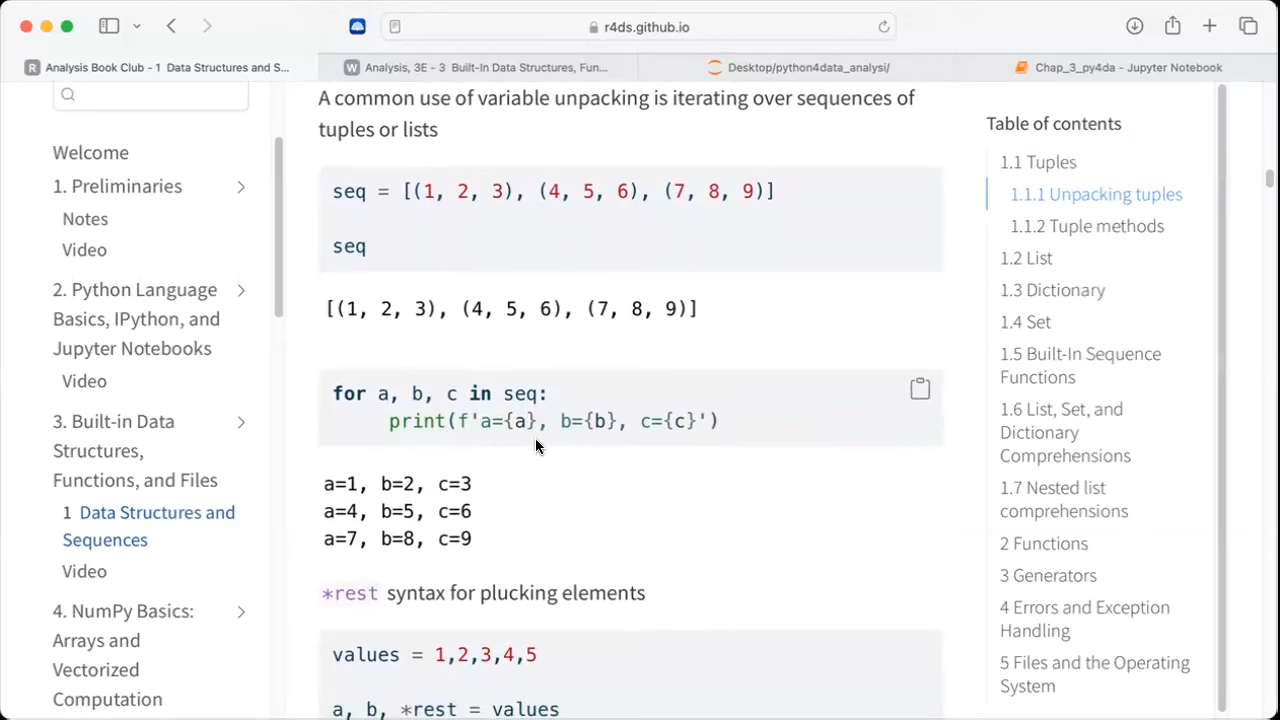 r4ds.github.io
R Analysis Book Club - 1 Data Structures and S...
W Analysis, 3E - 3 Built-In Data Structures, Fun...
Desktop/python4data_analysi/
Chap_3_py4da - Jupyter Notebook
Welcome
1. Preliminaries
Notes
Video
2. Python Language
Basics, IPython, and
Jupyter Notebooks
Video
3. Built-in Data
Structures,
Functions, and Files
1 Data Structures and
Sequences
Video
4. NumPy Basics:
Arrays and
Vectorized
Computation
A common use of variable unpacking is iterating over sequences of
tuples or lists
seq = [(1, 2, 3), (4, 5, 6), (7, 8, 9)]
seq
[(1, 2, 3), (4, 5, 6), (7, 8, 9)]
for a, b, c in seq:
print(f'a={a}, b={b}, c={c}')
a=1, b=2, c=3
a=4, b=5, c=6
a=7, b=8, c=9
*rest syntax for plucking elements
values = 1,2,3,4,5
a, b, *rest = values
Table of contents
1.1 Tuples
1.1.1 Unpacking tuples
1.1.2 Tuple methods
1.2 List
1.3 Dictionary
1.4 Set
1.5 Built-In Sequence
Functions
1.6 List, Set, and
Dictionary
Comprehensions
1.7 Nested list
comprehensions
2 Functions
3 Generators
4 Errors and Exception
Handling
5 Files and the Operating
System